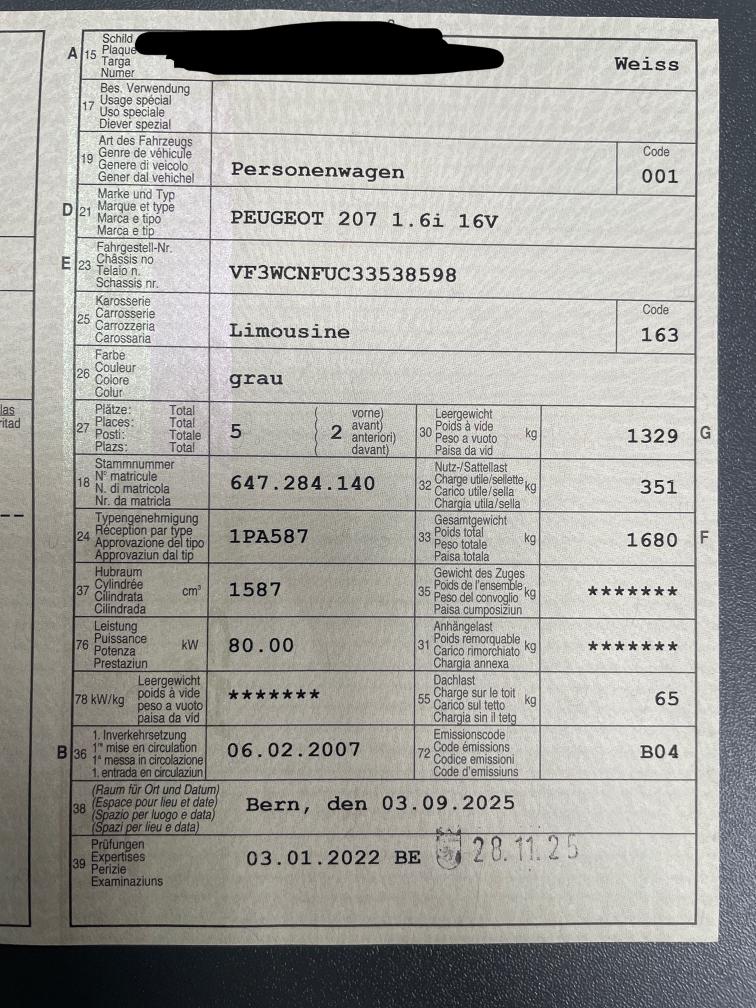 A 15 Schild
Plaque
Targa
Numer
Weiss
17 Bes. Verwendung
Usage spécial
Uso speciale
Diever spezial
19 Art des Fahrzeugs
Genre de véhicule
Genere di veicolo
Gener dal vehichel
Personenwagen
Code
001
D 21 Marke und Typ
Marque et type
Marca e tipo
Marca e tip
PEUGEOT 207 1.6i 16V
E 23 Fahrgestell-Nr.
Châssis no
Telaio n.
Schassis nr.
VF3WCNFUC33538598
25 Karosserie
Carrosserie
Carrozzeria
Carossaria
Limousine
Code
163
26 Farbe
Couleur
Colore
Colur
grau
las
ritad
27 Plätze: Total
Places: Total
Posti: Totale
Plazs: Total
5
2
vorne)
avant)
anteriori)
davant)
30 Leergewicht
Poids à vide
Peso a vuoto
Paisa da vid
kg
1329 G
18 Stammnummer
N° matricule
N. di matricola
Nr. da matricla
647.284.140
32 Nutz-/Sattellast
Charge utile/sellette
Carico utile/sella
Chargia utila/sella
kg
351
24 Typengenehmigung
Réception par type
Approvazione del tipo
Approvaziun dal tip
1PA587
33 Gesamtgewicht
Poids total
Peso totale
Paisa totala
kg
1680 F
--
37 Hubraum
Cylindrée
Cilindrata
Cilindrada
cm³
1587
35 Gewicht des Zuges
Poids de l'ensemble
Peso del convoglio
Paisa cumposiziun
kg
*******
76 Leistung
Puissance
Potenza
Prestaziun
kW
80.00
31 Anhängelast
Poids remorquable
Carico rimorchiato
Chargia annexa
kg
*******
78 kW/kg
Leergewicht
poids à vide
peso a vuoto
paisa da vid
*******
55 Dachlast
Charge sur le toit
Carico sul tetto
Chargia sin il tetg
kg
65
B 36 1. Inverkehrsetzung
1re mise en circulation
1a messa in circolazione
1. entrada en circulaziun
06.02.2007
72 Emissionscode
Code émissions
Codice emissioni
Code d'emissiuns
B04
38 (Raum für Ort und Datum)
(Espace pour lieu et date)
(Spazio per luogo e data)
(Spazi per lieu e data)
Bern, den 03.09.2025
39 Prüfungen
Expertises
Perizie
Examinaziuns
03.01.2022 BE
28.11.25